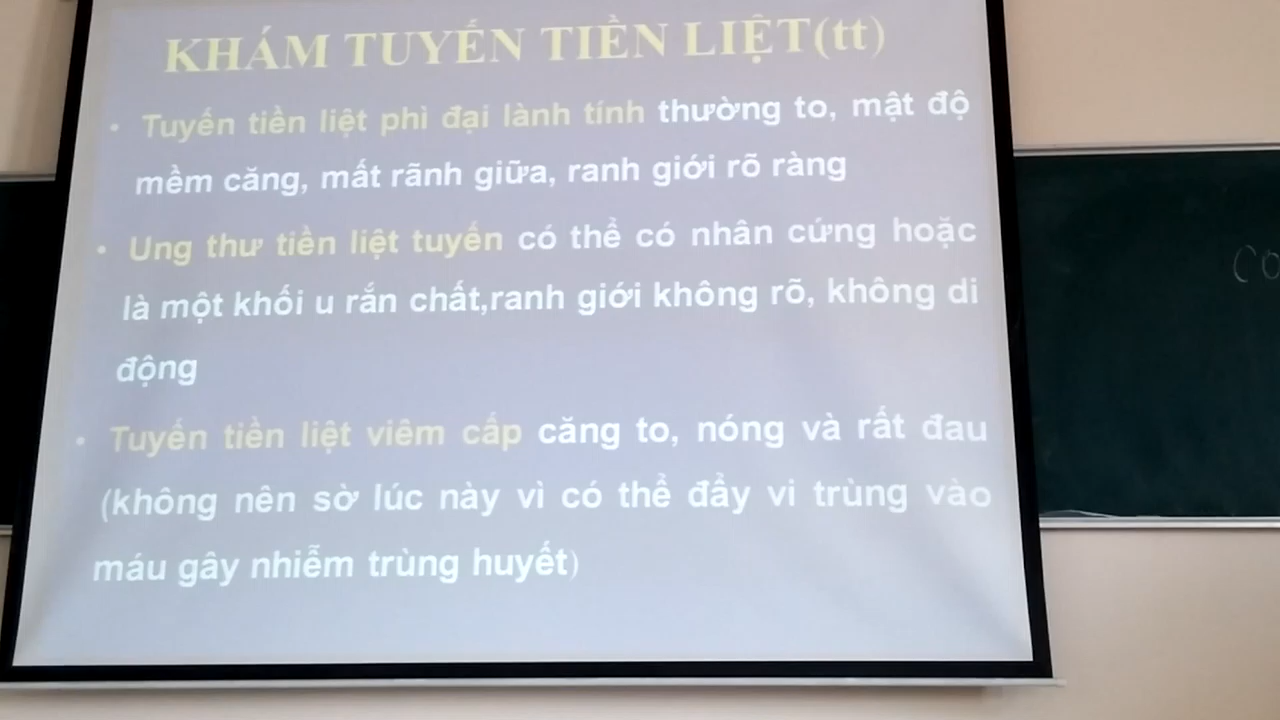 KHÁM TUYẾN TIỀN LIỆT(tt)
• Tuyến tiền liệt phì đại lành tính thường to, mật độ
mềm căng, mất rãnh giữa, ranh giới rõ ràng
• Ung thư tiền liệt tuyến có thể có nhân cứng hoặc
là một khối u rắn chất,ranh giới không rõ, không di
động
• Tuyến tiền liệt viêm cấp căng to, nóng và rất đau
(không nên sờ lúc này vì có thể đẩy vi trùng vào
máu gây nhiễm trùng huyết)